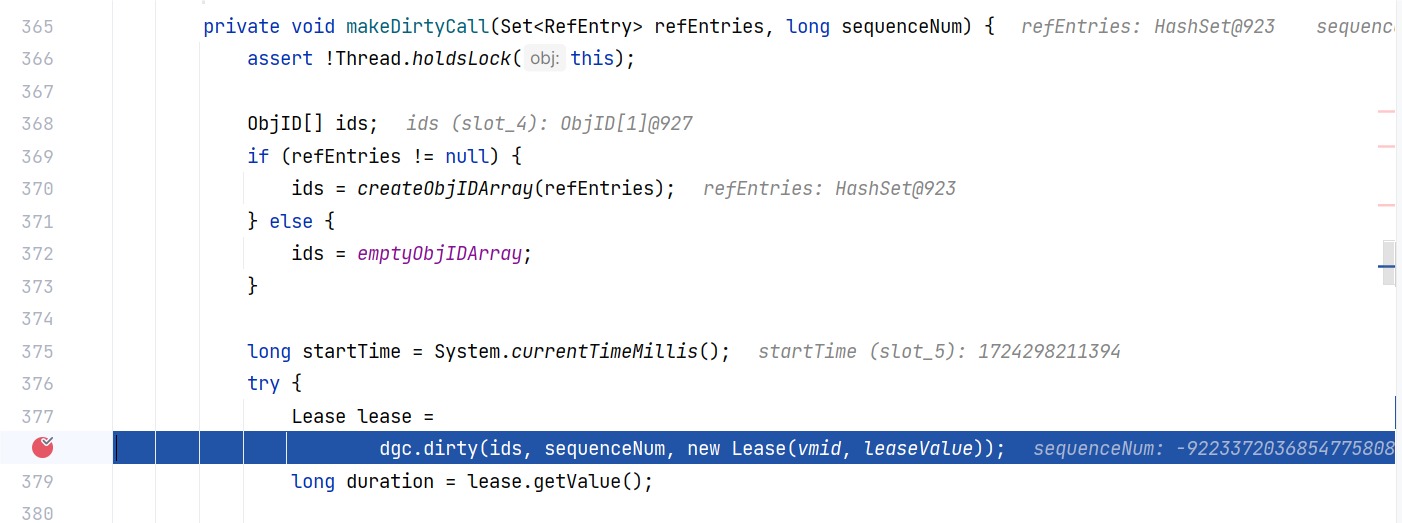 365 private void makeDirtyCall(Set<RefEntry> refEntries, long sequenceNum) { refEntries: HashSet@923 sequenc
366 assert !Thread.holdsLock( obj: this);
367
368 ObjID[] ids; ids (slot_4): ObjID[1]@927
369 if (refEntries != null) {
370 ids = createObjIDArray(refEntries); refEntries: HashSet@923
371 } else {
372 ids = emptyObjIDArray;
373 }
374
375 long startTime = System.currentTimeMillis(); startTime (slot_5): 1724298211394
376 try {
377 Lease lease =
dgc.dirty(ids, sequenceNum, new Lease(vmid, leaseValue)); sequenceNum: -9223372036854775808
379 long duration = lease.getValue();
380